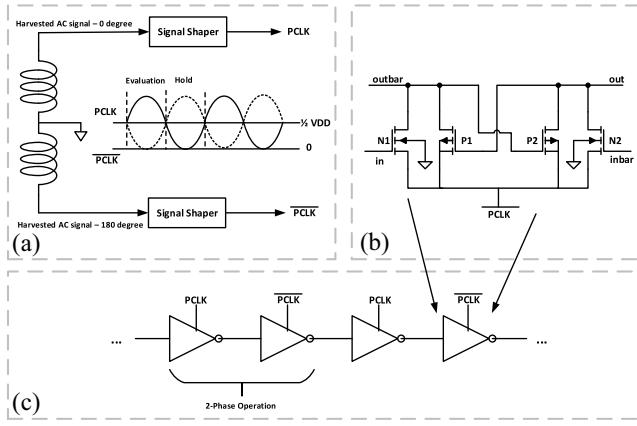 Harvested AC signal – 0 degree
Signal Shaper
PCLK
Evaluation
Hold
PCLK
½ VDD
PCLK
0
Signal Shaper
PCLK
Harvested AC signal – 180 degree
(a)
outbar
out
N1
P1
P2
N2
in
inbar
PCLK
(b)
PCLK
PCLK
PCLK
PCLK
...
...
2-Phase Operation
(c)